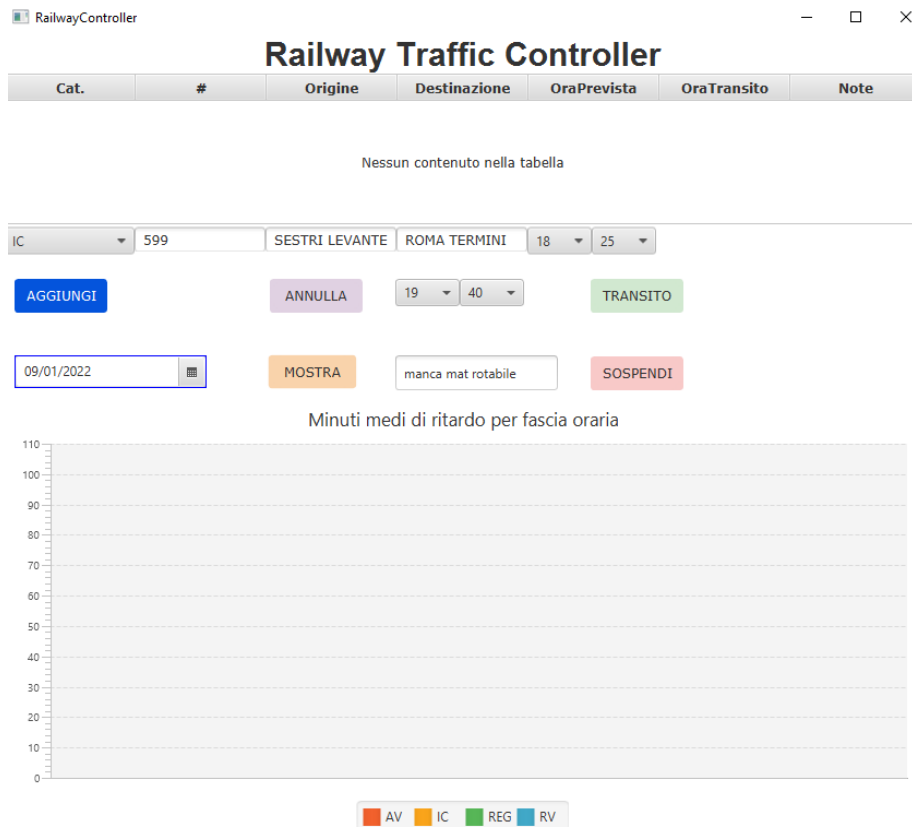 RailwayController
Railway Traffic Controller
Cat. # Origine Destinazione OraPrevista OraTransito Note
Nessun contenuto nella tabella
IC 599 SESTRI LEVANTE ROMA TERMINI 18 25
AGGIUNGI ANNULLA 19 40 TRANSITO
09/01/2022 MOSTRA manca mat rotabile SOSPENDI
Minuti medi di ritardo per fascia oraria
110
100
90
80
70
60
50
40
30
20
10
0
AV IC REG RV